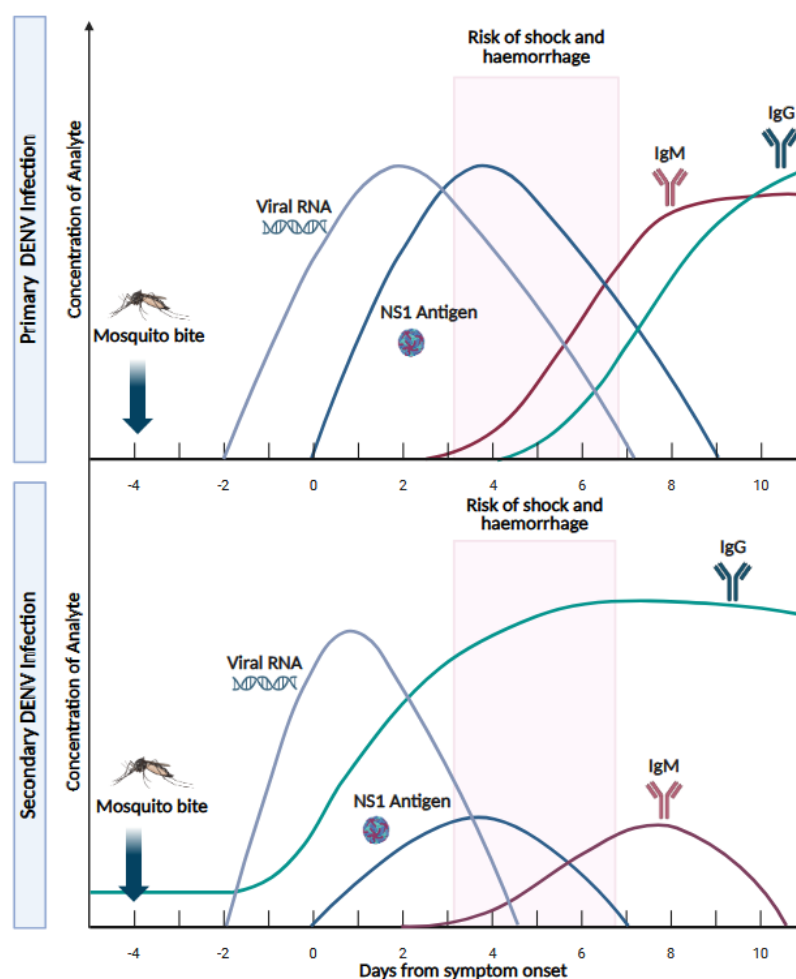 Primary DENV Infection
Concentration of Analyte
Risk of shock and
haemorrhage
IgG
IgM
Viral RNA
NS1 Antigen
Mosquito bite
-4 -2 0 2 4 6 8 10
Secondary DENV Infection
Concentration of Analyte
Risk of shock and
haemorrhage
IgG
Viral RNA
IgM
NS1 Antigen
Mosquito bite
-4 -2 0 2 4 6 8 10
Days from symptom onset